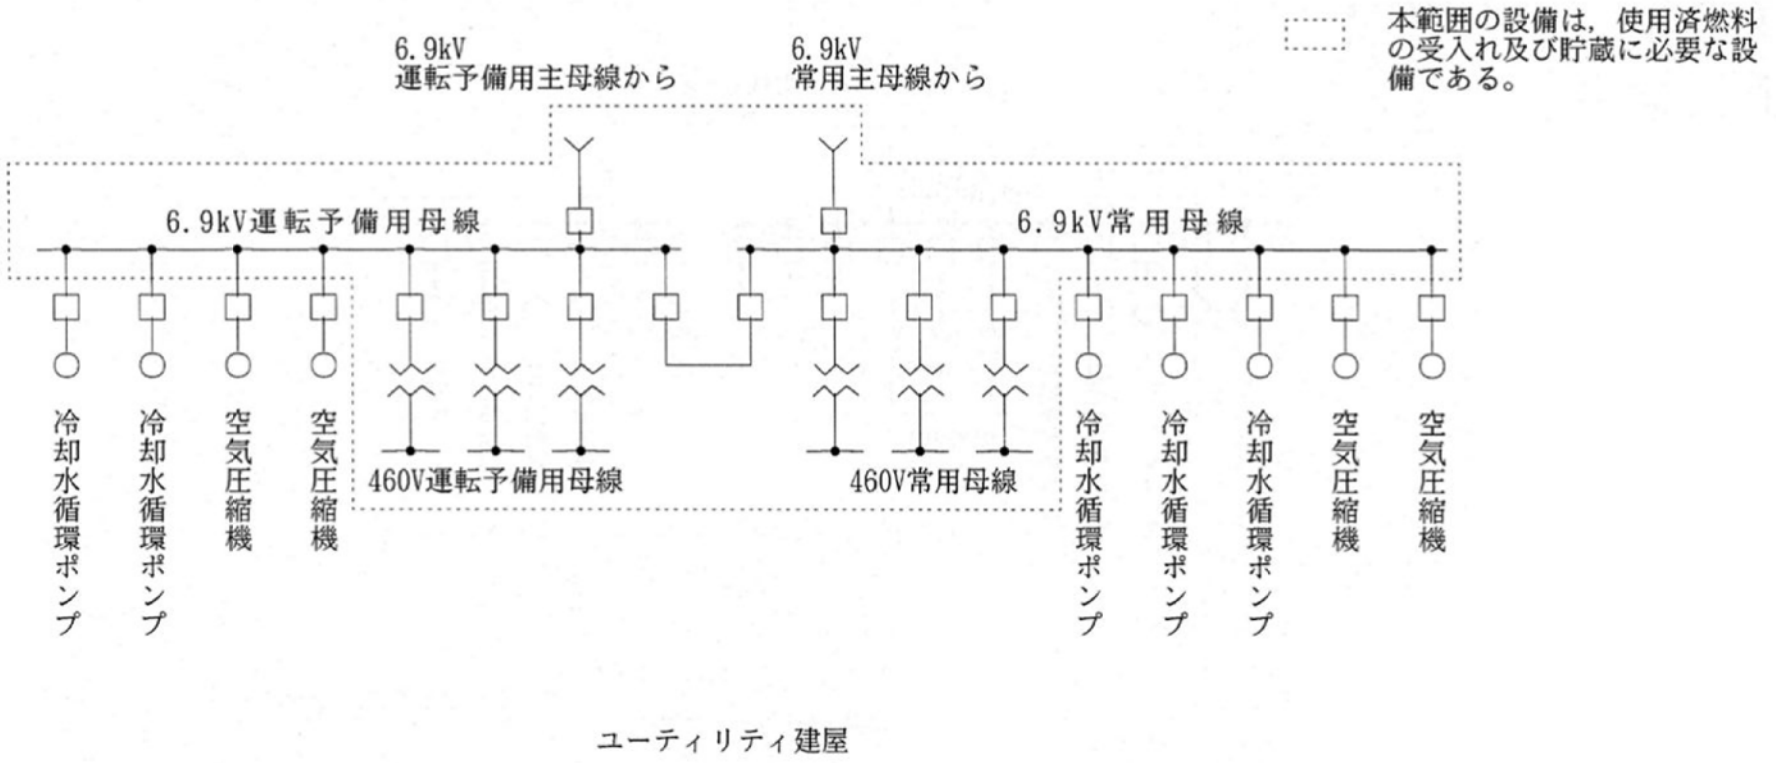 本範囲の設備は，使用済燃料
の受入れ及び貯蔵に必要な設
備である。
6.9kV
運転予備用主母線から
6.9kV
常用主母線から
6.9kV運転予備用母線
6.9kV常用母線
冷却水循環ポンプ
冷却水循環ポンプ
空気圧縮機
空気圧縮機
460V運転予備用母線
460V常用母線
冷却水循環ポンプ
冷却水循環ポンプ
冷却水循環ポンプ
空気圧縮機
空気圧縮機
ユーティリティ建屋